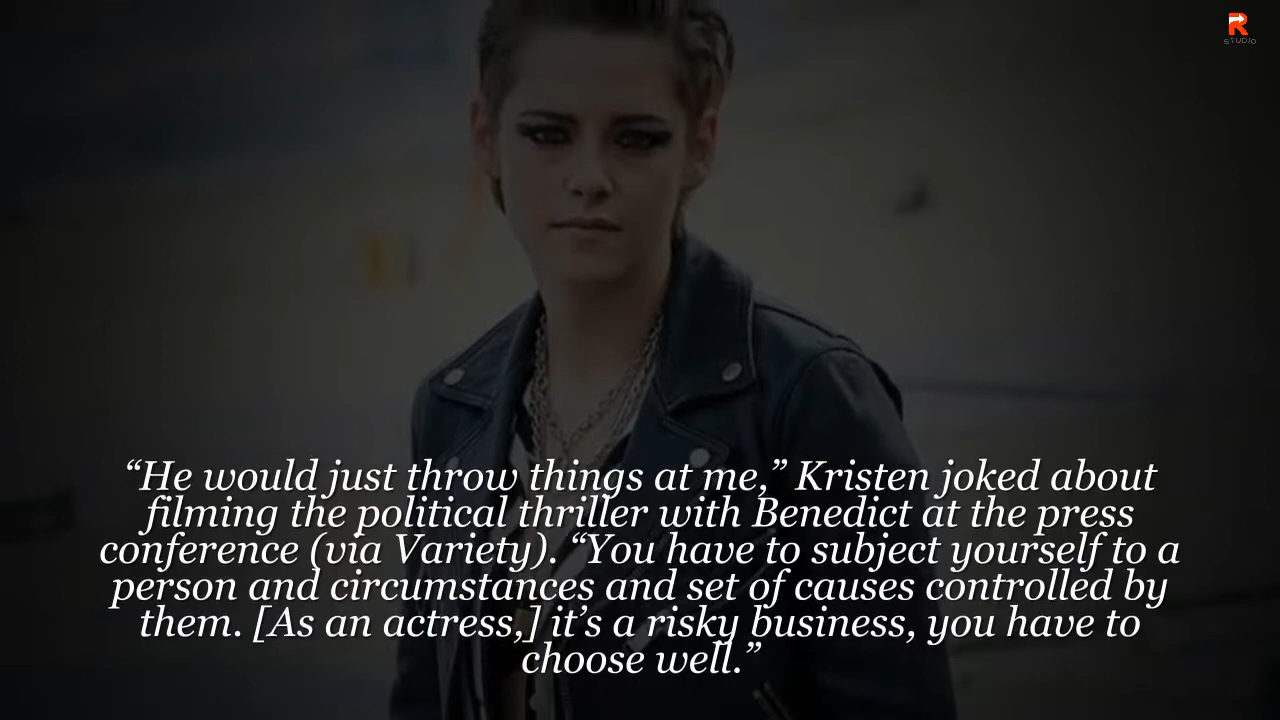 R
STUDIO
“He would just throw things at me,” Kristen joked about
filming the political thriller with Benedict at the press
conference (via Variety). “You have to subject yourself to a
person and circumstances and set of causes controlled by
them. [As an actress,] it’s a risky business, you have to
choose well.”